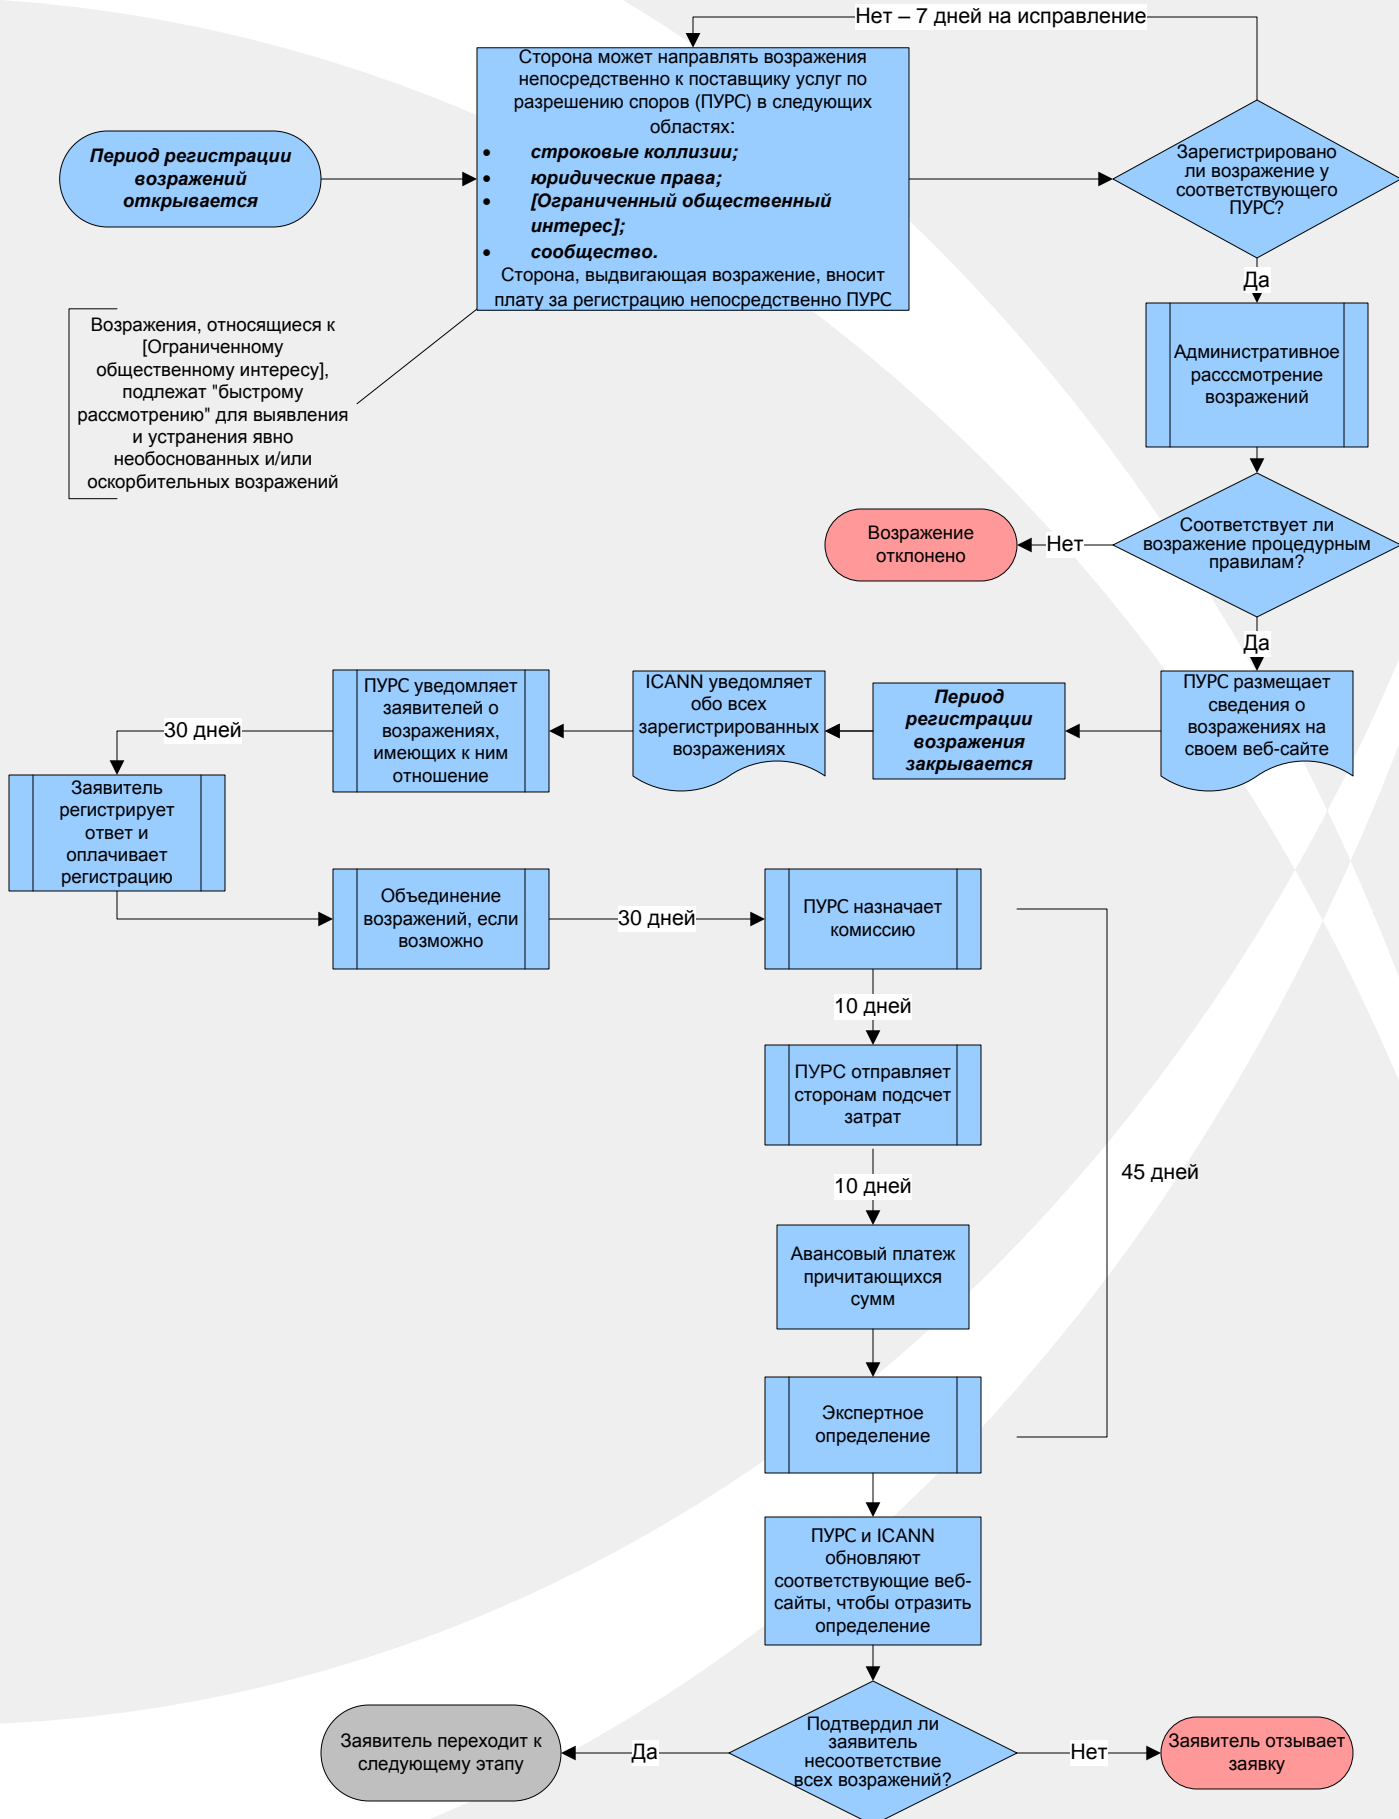 Нет – 7 дней на исправление
Сторона может направлять возражения
непосредственно к поставщику услуг по
разрешению споров (ПУРС) в следующих
областях:
• строковые коллизии;
• юридические права;
• [Ограниченный общественный
интерес];
• сообщество.
Сторона, выдвигающая возражение, вносит
плату за регистрацию непосредственно ПУРС
Период регистрации
возражений
открывается
Зарегистрировано
ли возражение у
соответствующего
ПУРС?
Да
Возражения, относящиеся к
[Ограниченному
общественному интересу],
подлежат "быстрому
рассмотрению" для выявления
и устранения явно
необоснованных и/или
оскорбительных возражений
Административное
расссмотрение
возражений
Соответствует ли
возражение процедурным
правилам?
Нет
Возражение
отклонено
Да
ПУРС размещает
сведения о
возражениях на
своем веб-сайте
Период
регистрации
возражения
закрывается
ICANN уведомляет
обо всех
зарегистрированных
возражениях
ПУРС уведомляет
заявителей о
возражениях,
имеющих к ним
отношение
30 дней
Заявитель
регистрирует
ответ и
оплачивает
регистрацию
Объединение
возражений, если
возможно
30 дней
ПУРС назначает
комиссию
10 дней
ПУРС отправляет
сторонам подсчет
затрат
10 дней
45 дней
Авансовый платеж
причитающихся
сумм
Экспертное
определение
ПУРС и ICANN
обновляют
соответствующие веб-
сайты, чтобы отразить
определение
Подтвердил ли
заявитель
несоответствие
всех возражений?
Да
Заявитель переходит к
следующему этапу
Нет
Заявитель отзывает
заявку